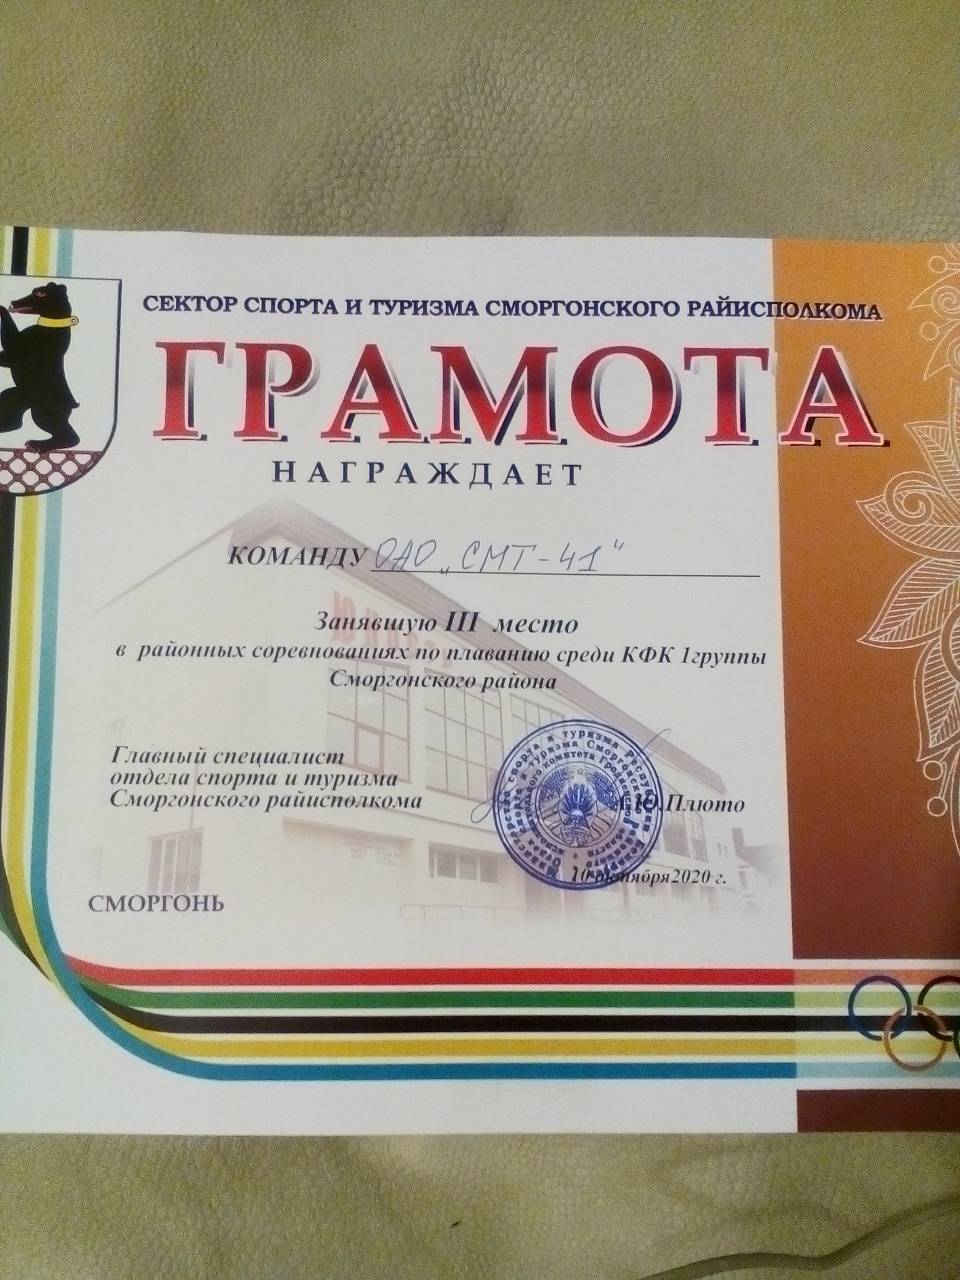 СЕКТОР СПОРТА И ТУРИЗМА СМОРГОНСКОГО РАЙИСПОЛКОМА
ГРАМОТА
НАГРАЖДАЕТ
КОМАНДУ ОАО „СМТ-41"
Занявшую III место
в районных соревнованиях по плаванию среди КФК 1группы
Сморгонского района
Главный специалист
отдела спорта и туризма
Сморгонского райисполкома
Плюто
10 октября2020 г.
СМОРГОНЬ